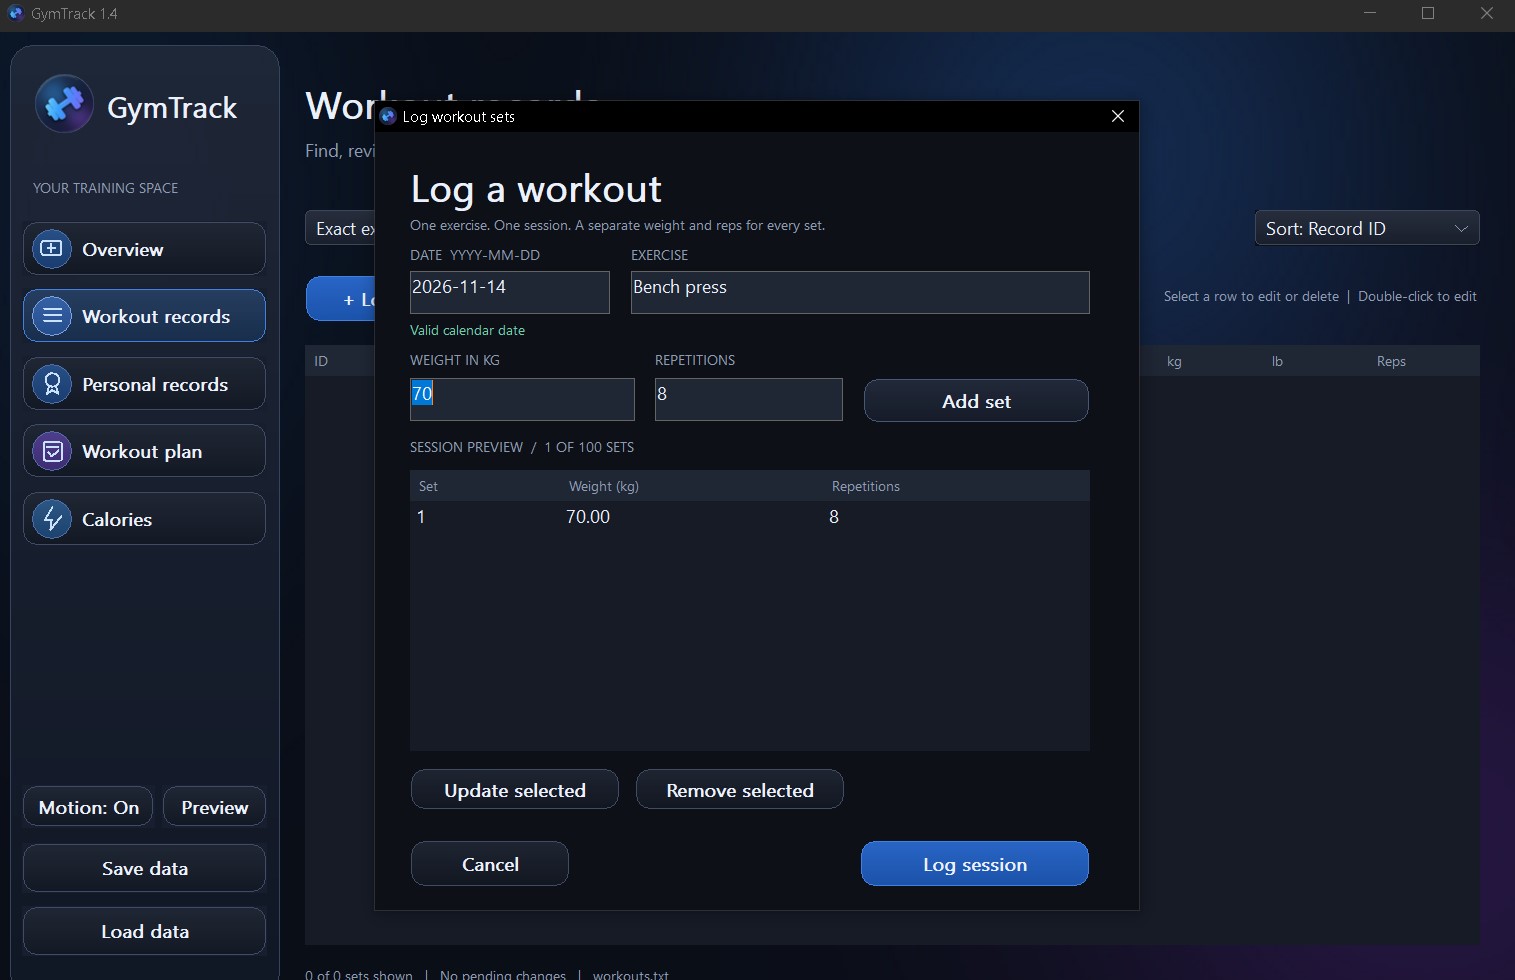 GymTrack 1.4
GymTrack
YOUR TRAINING SPACE
Overview
Workout records
Personal records
Workout plan
Calories
Motion: On
Preview
Save data
Load data
Find, revi
Exact ex
+ Lo
Sort: Record ID
Select a row to edit or delete | Double-click to edit
ID
kg
lb
Reps
Log workout sets
Log a workout
One exercise. One session. A separate weight and reps for every set.
DATE YYYY-MM-DD
EXERCISE
2026-11-14
Bench press
Valid calendar date
WEIGHT IN KG
REPETITIONS
70
8
Add set
SESSION PREVIEW / 1 OF 100 SETS
Set
Weight (kg)
Repetitions
1
70.00
8
Update selected
Remove selected
Cancel
Log session
0 of 0 sets shown | No pending changes | workouts.txt